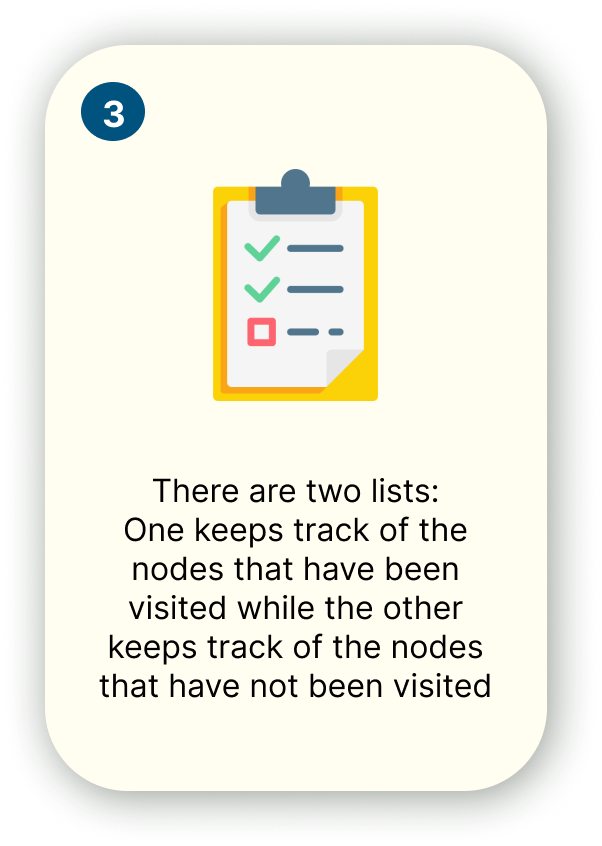 3
There are two lists:
One keeps track of the
nodes that have been
visited while the other
keeps track of the nodes
that have not been visited